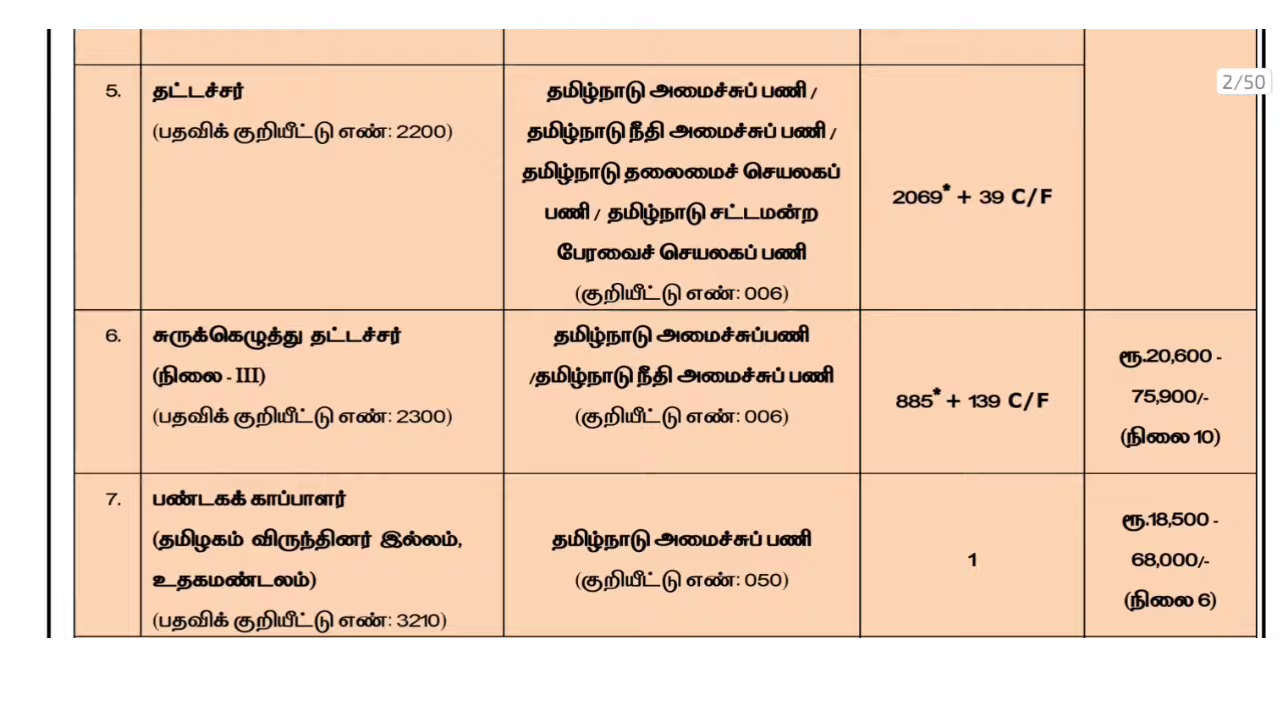 2/50
5.
தட்டச்சர்
(பதவிக் குறியீட்டு எண்: 2200)
தமிழ்நாடு அமைச்சுப் பணி /
தமிழ்நாடு நீதி அமைச்சுப் பணி /
தமிழ்நாடு தலைமைச் செயலகப்
பணி / தமிழ்நாடு சட்டமன்ற
பேரவைச் செயலகப் பணி
(குறியீட்டு எண்: 006)
2069* + 39 C/F
6.
சுருக்கெழுத்து தட்டச்சர்
(நிலை - III)
(பதவிக் குறியீட்டு எண்: 2300)
தமிழ்நாடு அமைச்சுப்பணி
/தமிழ்நாடு நீதி அமைச்சுப் பணி
(குறியீட்டு எண்: 006)
885* + 139 C/F
ரூ.20,600 -
75,900/-
(நிலை 10)
7.
பண்டகக் காப்பாளர்
(தமிழகம் விருந்தினர் இல்லம்,
உதகமண்டலம்)
(பதவிக் குறியீட்டு எண்: 3210)
தமிழ்நாடு அமைச்சுப் பணி
(குறியீட்டு எண்: 050)
1
ரூ.18,500 -
68,000/-
(நிலை 6)